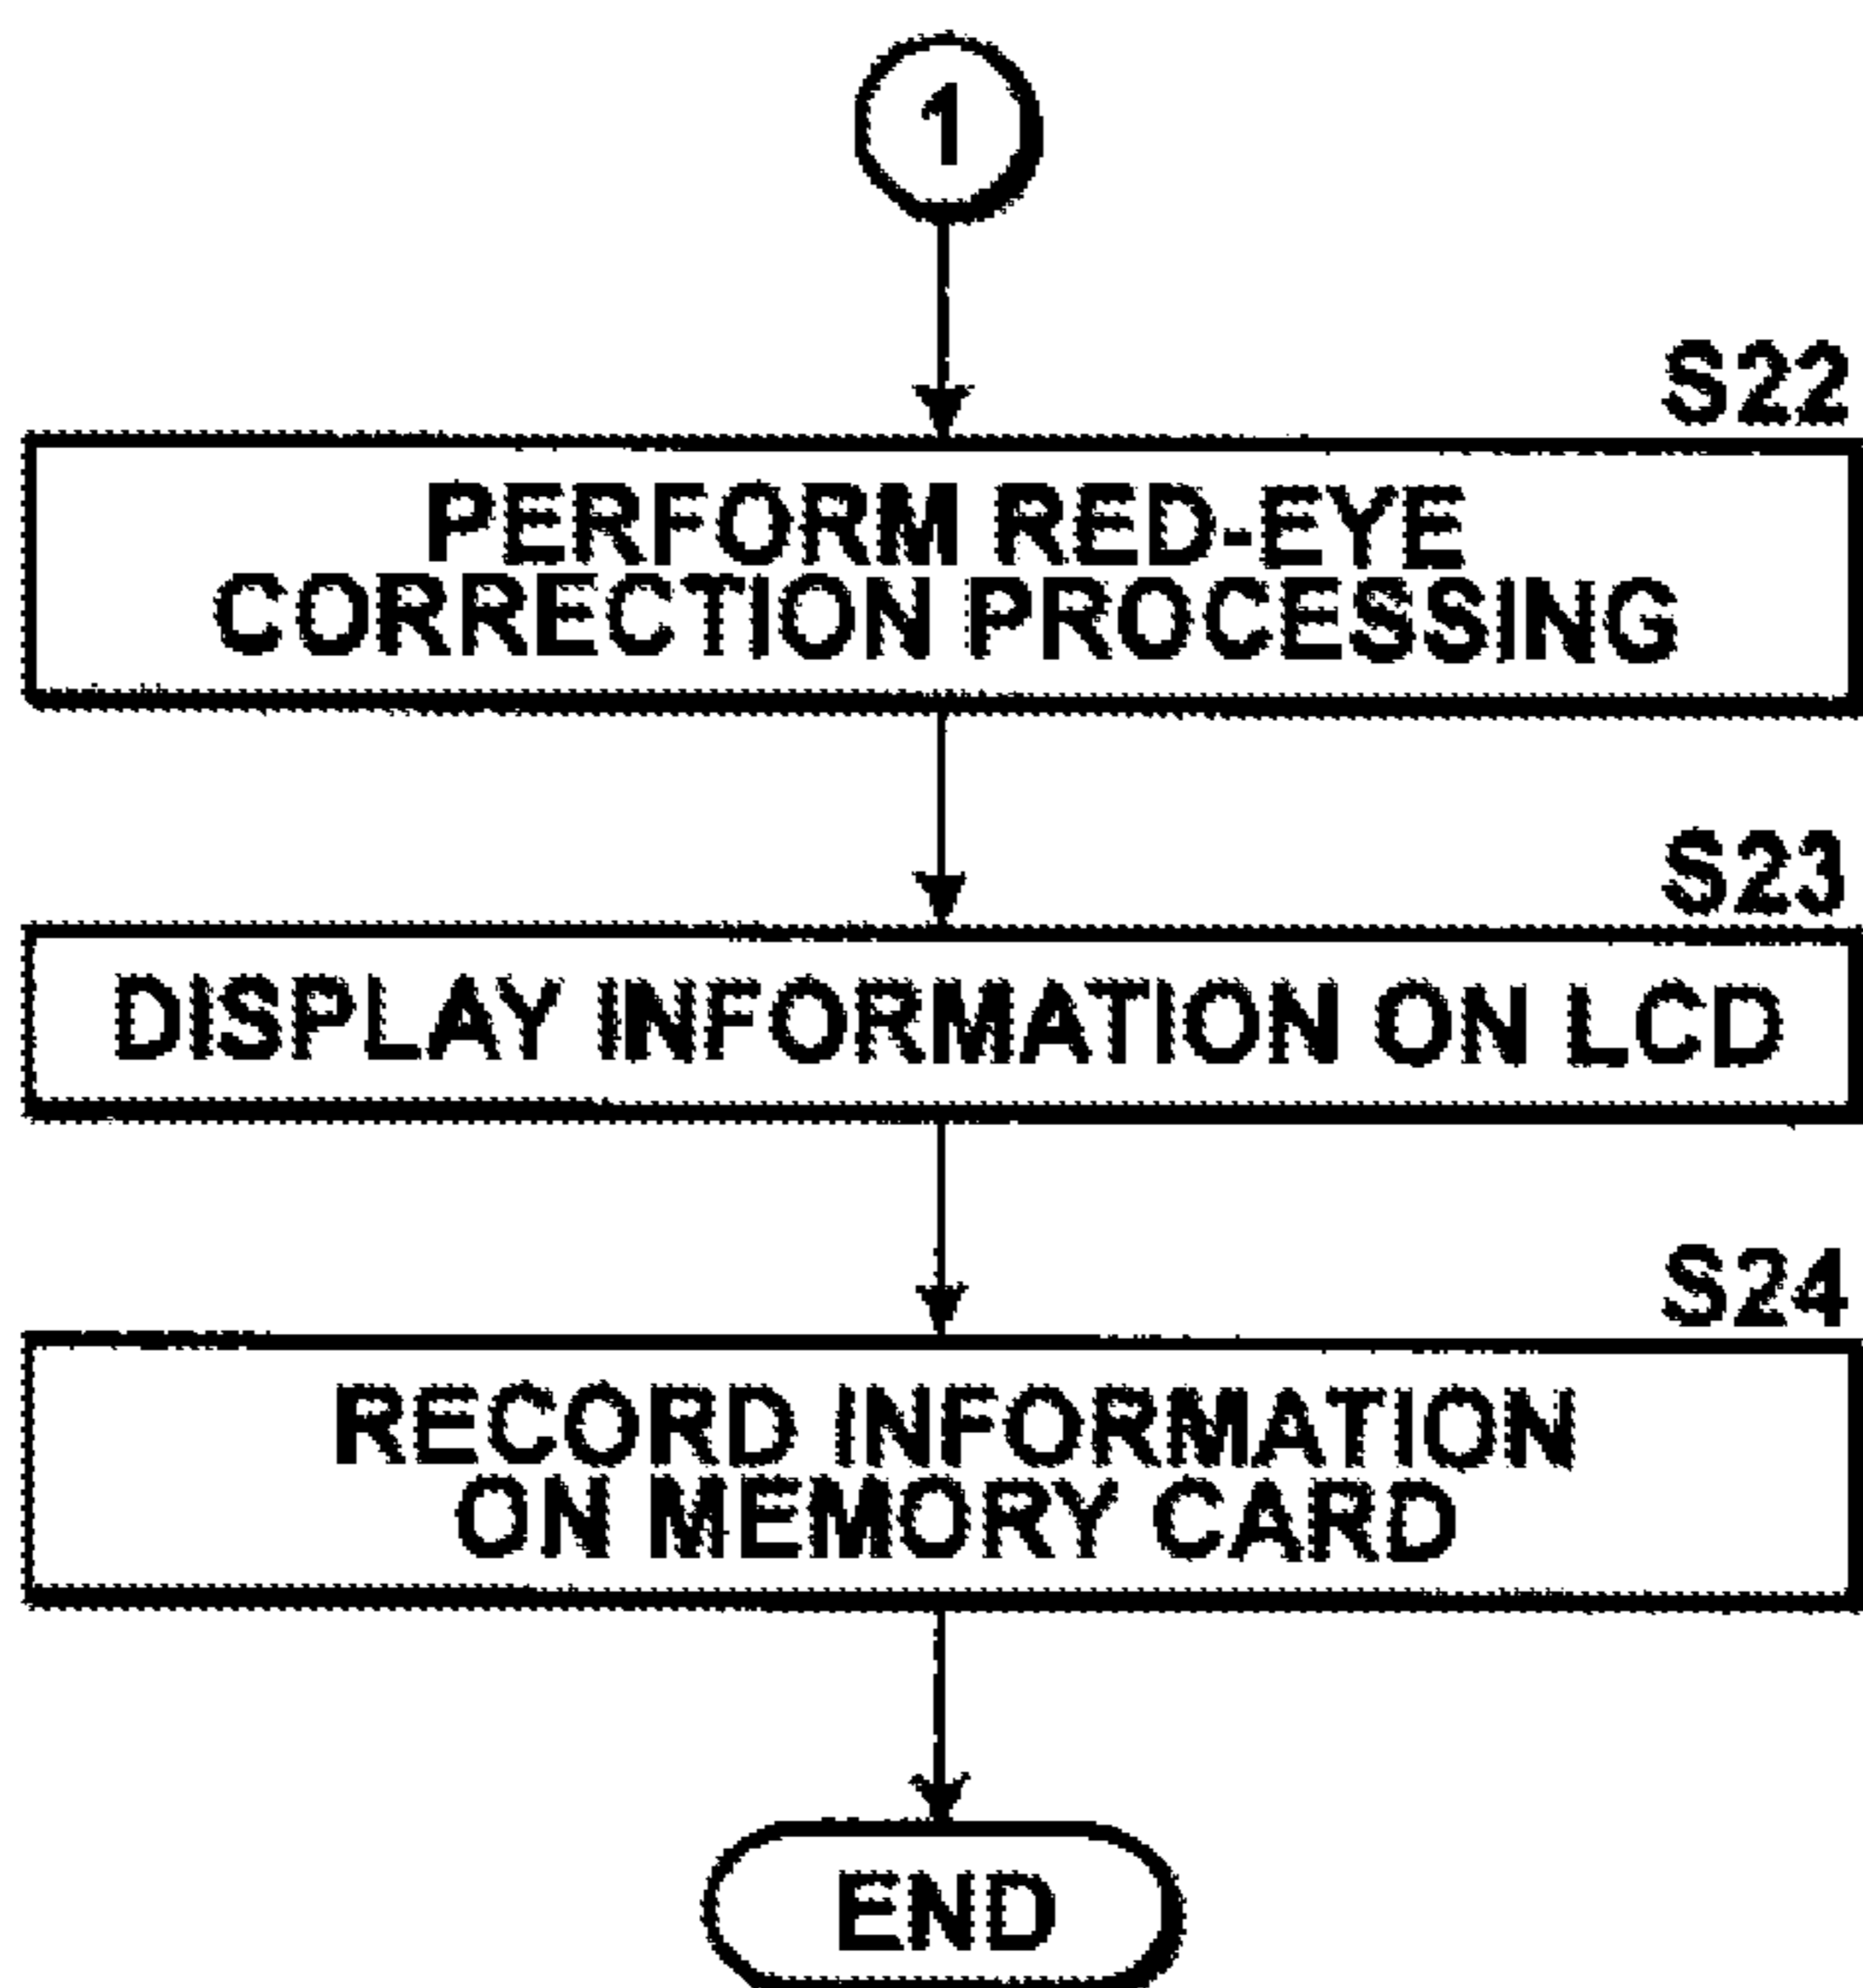 1
S22
PERFORM RED-EYE
CORRECTION PROCESSING
S23
DISPLAY INFORMATION ON LCD
S24
RECORD INFORMATION
ON MEMORY CARD
END